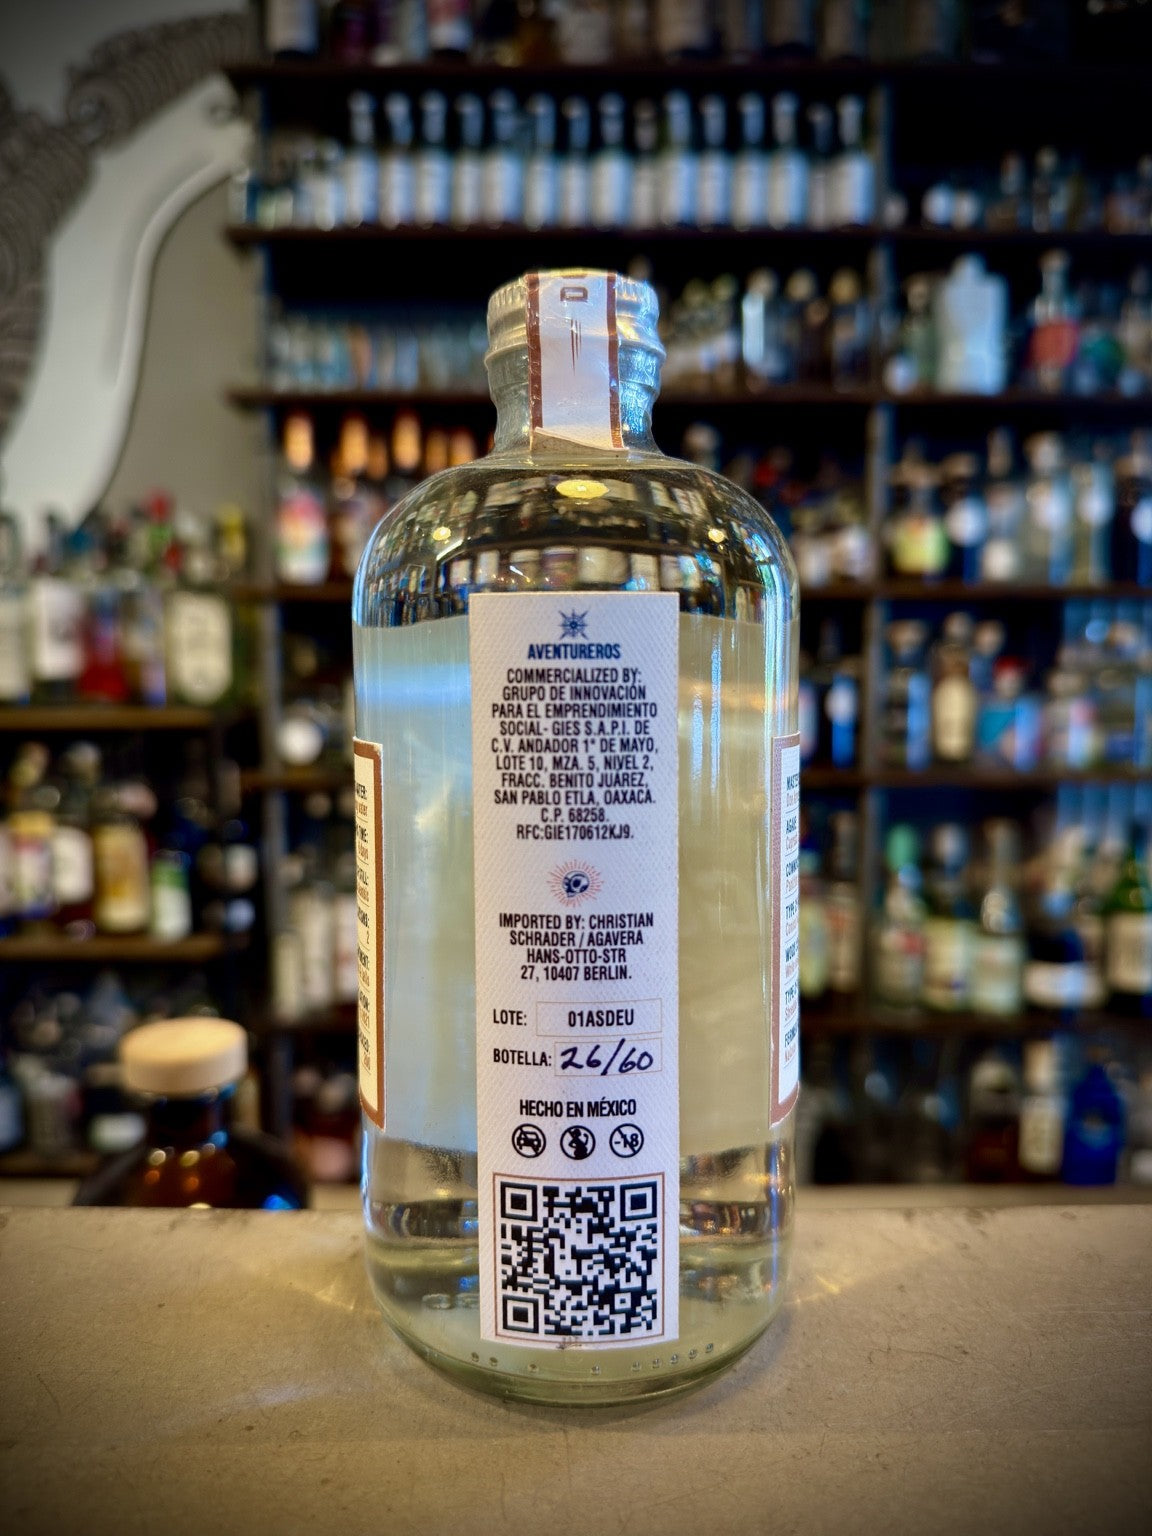 AVENTUREROS
COMMERCIALIZED BY:
GRUPO DE INNOVACIÓN
PARA EL EMPRENDIMIENTO
SOCIAL- GIES S.A.P.I. DE
C.V. ANDADOR 1° DE MAYO,
LOTE 10, MZA. 5, NIVEL 2,
FRACC. BENITO JUÁREZ,
SAN PABLO ETLA, OAXACA.
C.P. 68258.
RFC:GIE170612KJ9.
IMPORTED BY: CHRISTIAN
SCHRADER / AGAVERA
HANS-OTTO-STR
27, 10407 BERLIN.
LOTE: 01ASDEU
BOTELLA: 26/60
HECHO EN MÉXICO
-18